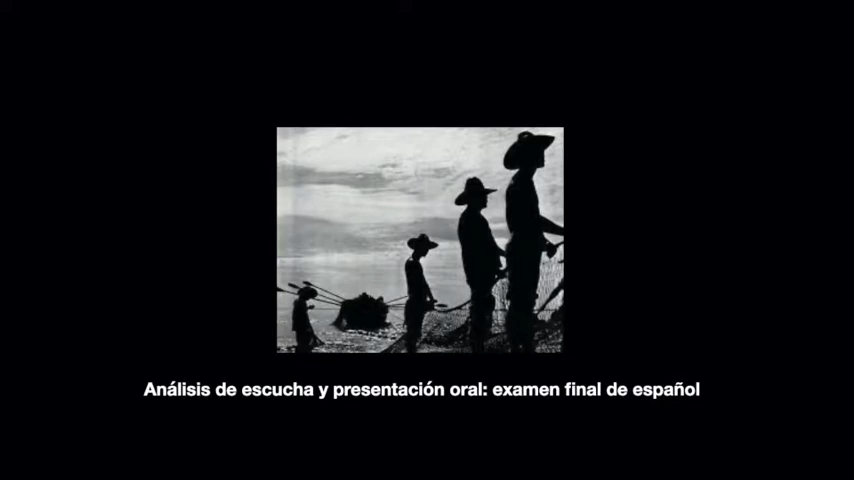 Análisis de escucha y presentación oral: examen final de español